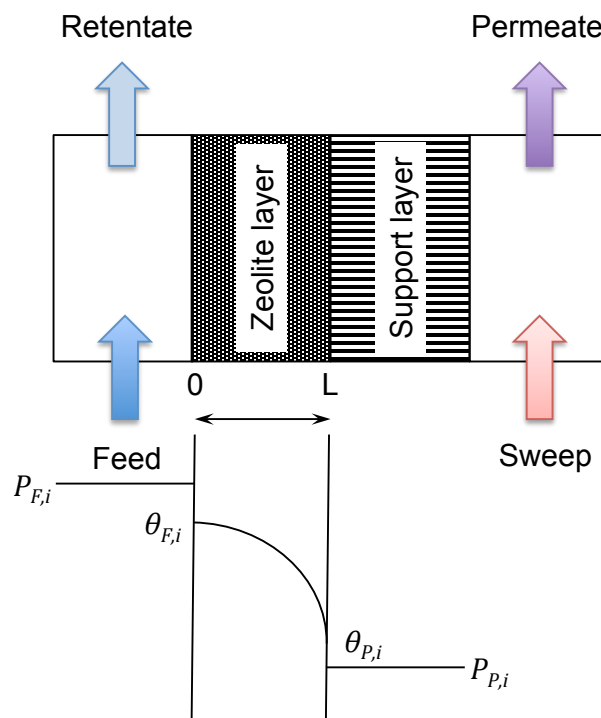 Retentate
Permeate
Zeolite layer
Support layer
0
L
Feed
Sweep
P_{F,i}
θ_{F,i}
θ_{P,i}
P_{P,i}